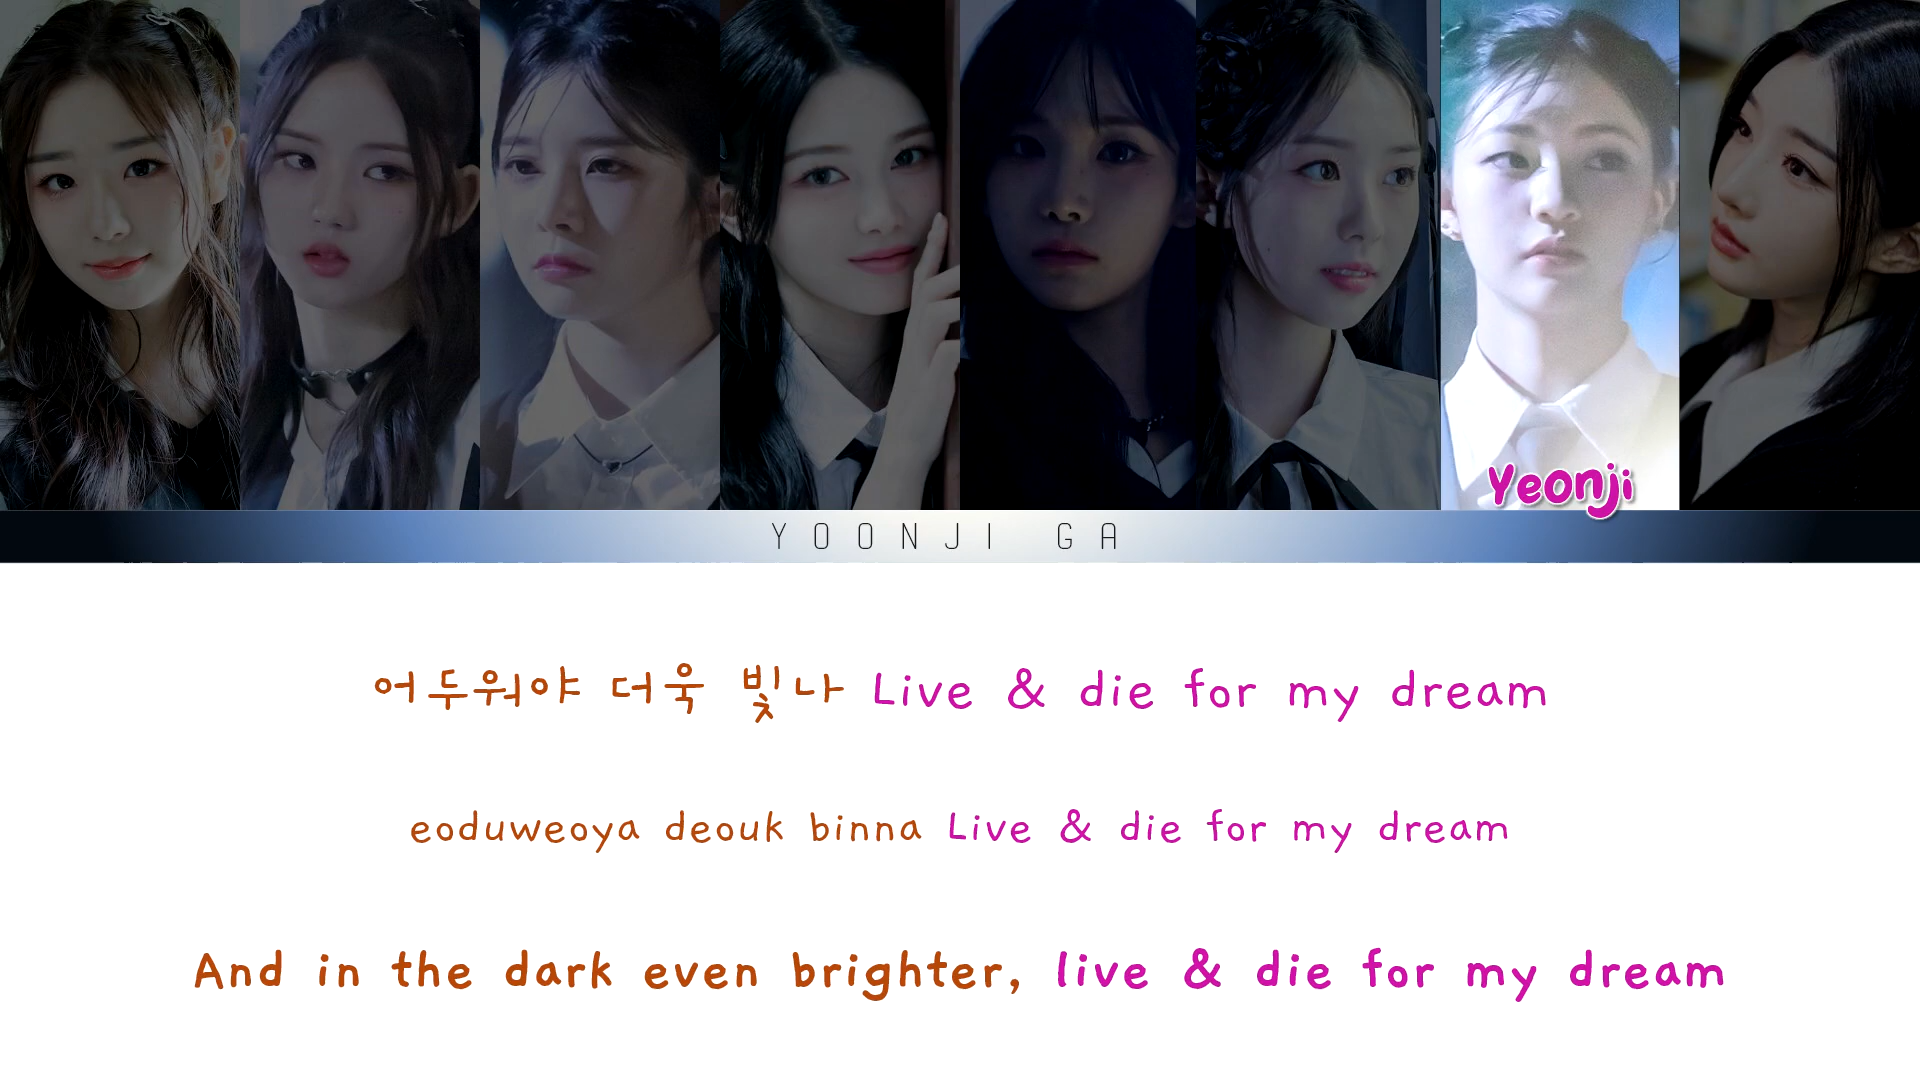 Yeonji
YOONJI GA
어두워야 더욱 빛나 Live & die for my dream
eoduweoya deouk binna Live & die for my dream
And in the dark even brighter, live & die for my dream